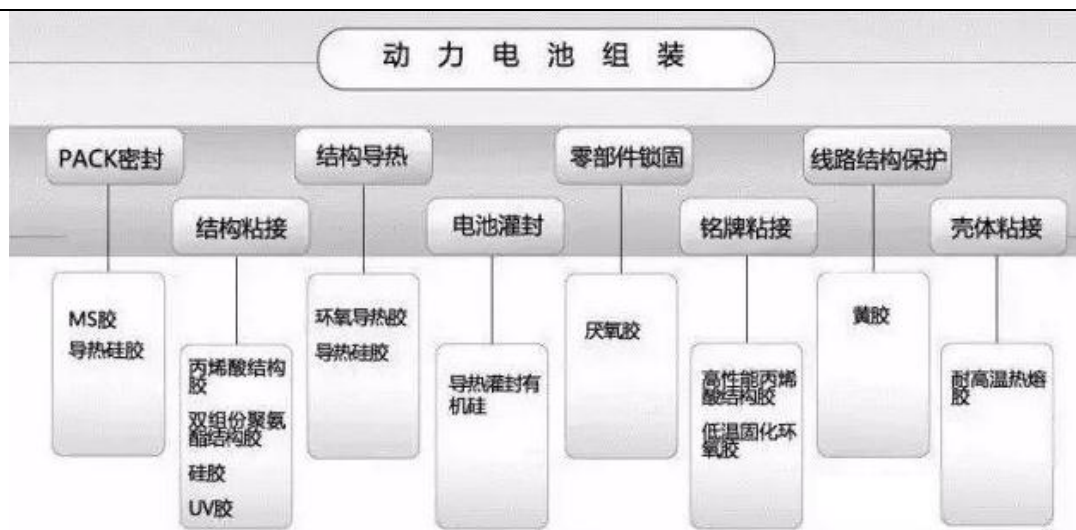 动力电池组装
PACK密封
结构导热
零部件锁固
线路结构保护
结构粘接
电池灌封
铭牌粘接
壳体粘接
MS胶
导热硅胶
丙烯酸结构
胶
双组份聚氨
酯结构胶
硅胶
UV胶
环氧导热胶
导热硅胶
导热灌封有
机硅
厌氧胶
高性能丙烯
酸结构胶
低温固化环
氧胶
黄胶
耐高温热熔
胶